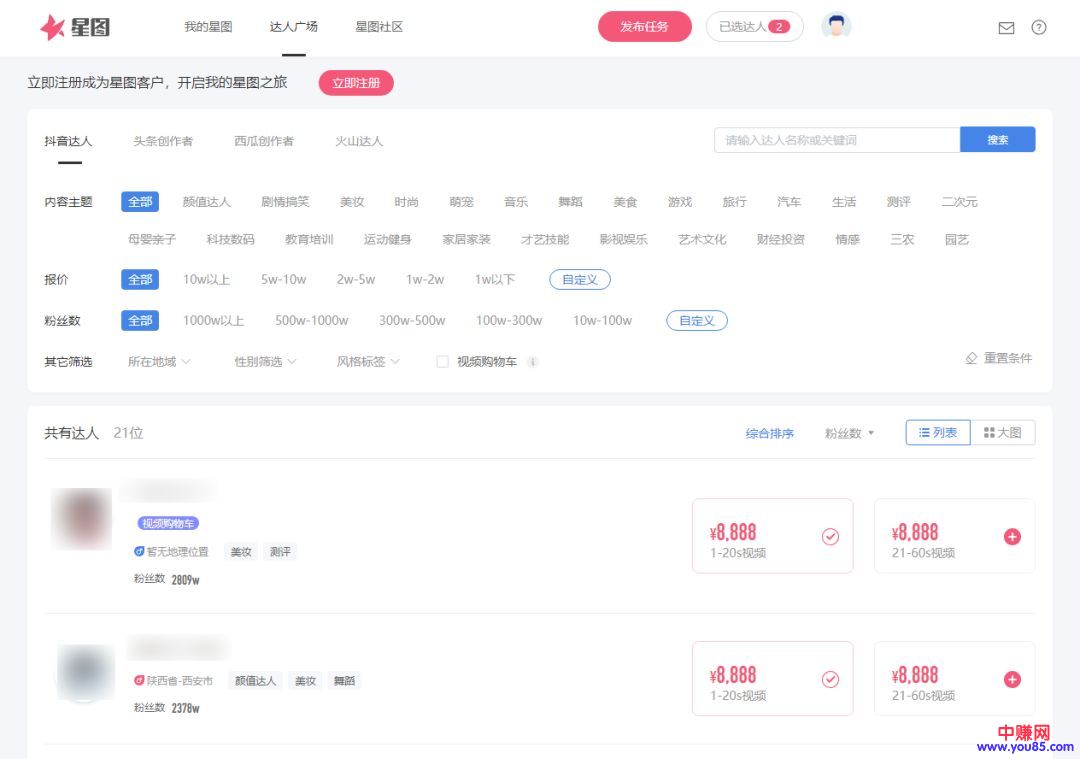 星图 我的星图 达人广场 星图社区 发布任务 已选达人 2
立即注册成为星图客户，开启我的星图之旅 立即注册
抖音达人 头条创作者 西瓜创作者 火山达人 请输入达人名称或关键词 搜索
内容主题 全部 颜值达人 剧情搞笑 美妆 时尚 萌宠 音乐 舞蹈 美食 游戏 旅行 汽车 生活 测评 二次元
母婴亲子 科技数码 教育培训 运动健身 家居家装 才艺技能 影视娱乐 艺术文化 财经投资 情感 三农 园艺
报价 全部 10w以上 5w-10w 2w-5w 1w-2w 1w以下 自定义
粉丝数 全部 1000w以上 500w-1000w 300w-500w 100w-300w 10w-100w 自定义
其它筛选 所在地域 性别筛选 风格标签 视频购物车 重置条件
共有达人 21位 综合排序 粉丝数 列表 大图
视频购物车
暂无地理位置 美妆 测评
粉丝数 2809w
¥8,888
1-20s视频
¥8,888
21-60s视频
陕西省-西安市 颜值达人 美妆 舞蹈
粉丝数 2378w
¥8,888
1-20s视频
¥8,888
21-60s视频
中赚网
www.you85.com